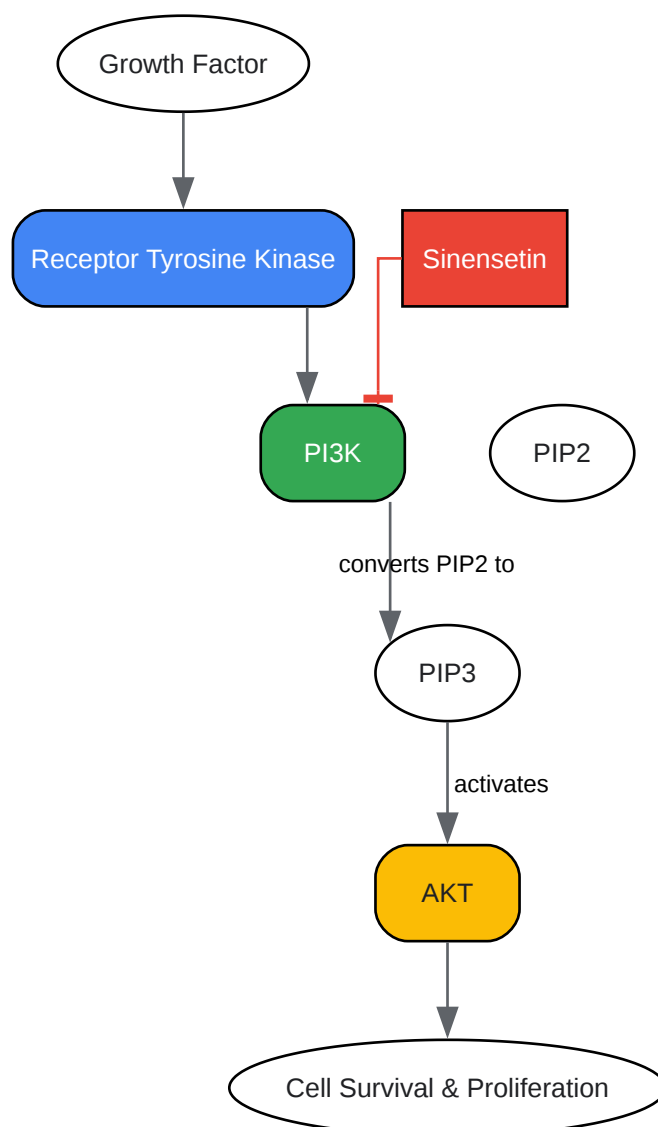 Growth Factor
Receptor Tyrosine Kinase
Sinensetin
PI3K
PIP2
converts PIP2 to
PIP3
activates
AKT
Cell Survival & Proliferation